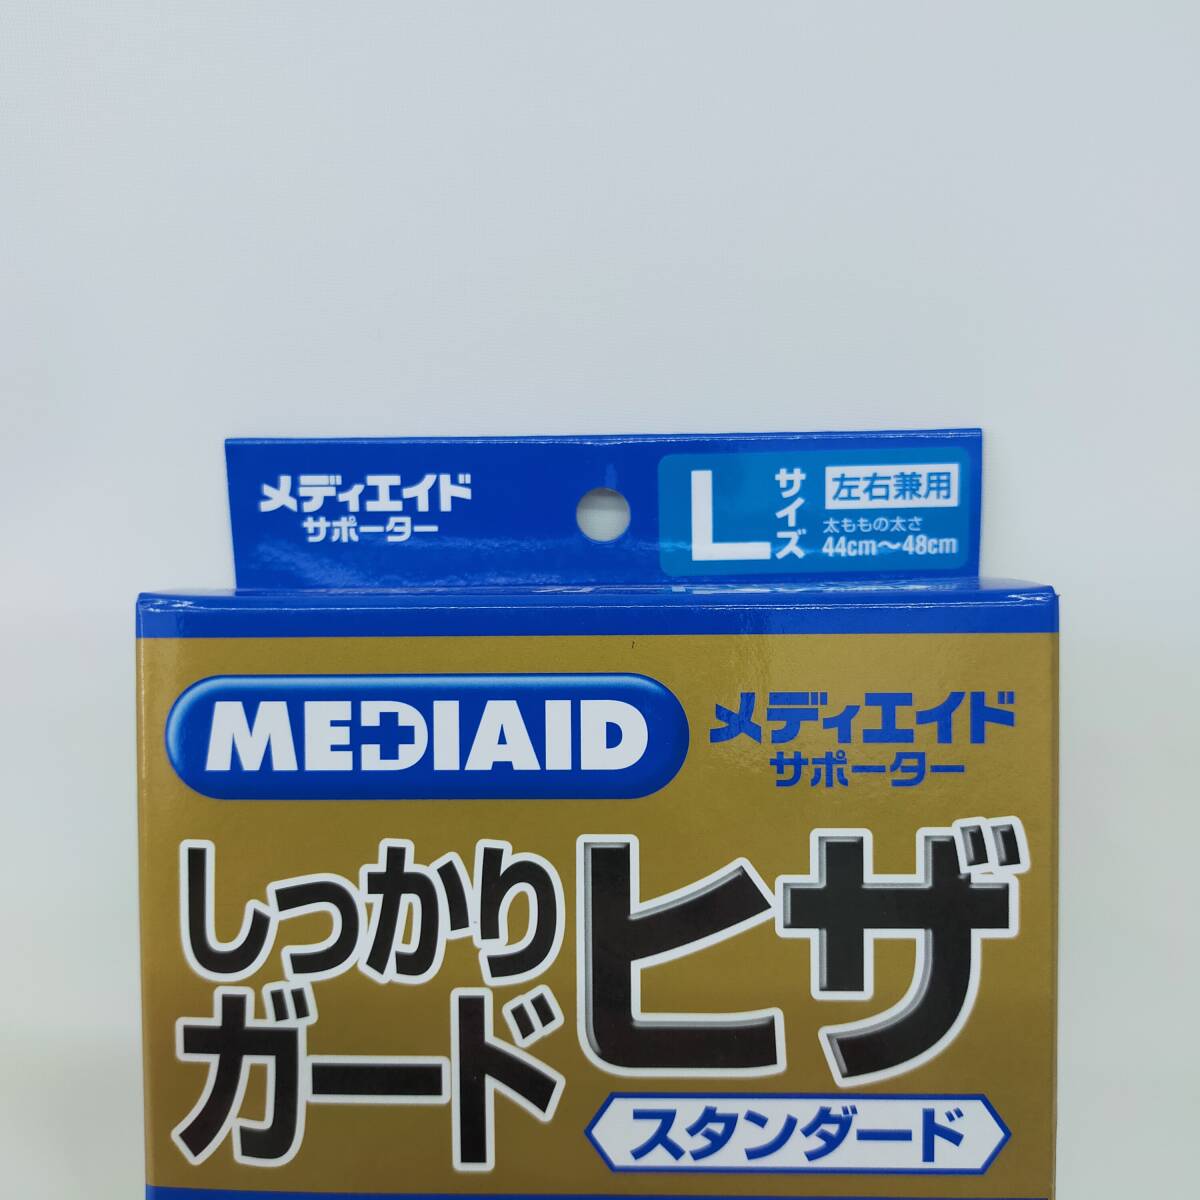 メディエイド
サポーター
Lサイズ
左右兼用
太ももの太さ
44cm～48cm
MEDIAID
メディエイド
サポーター
しっかり
ガード
ヒザ
スタンダード